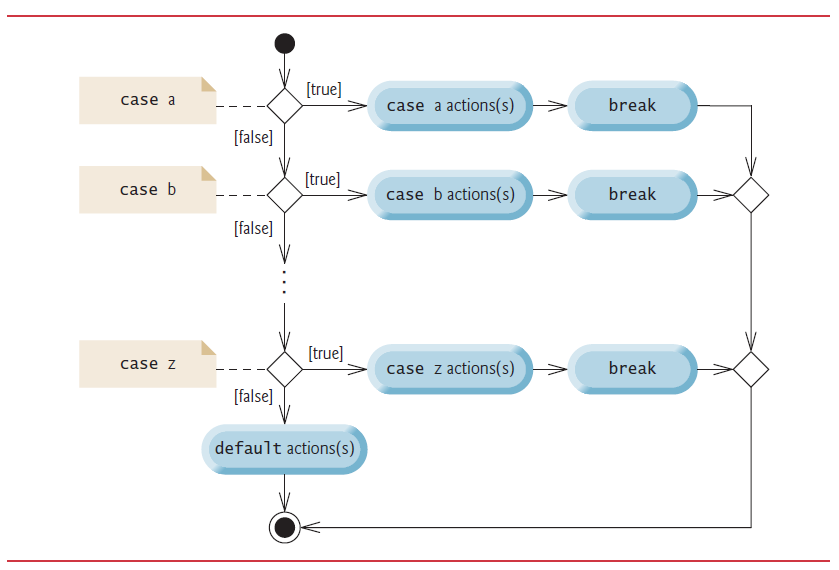 [true]
case a
case a actions(s)
break
[false]
[true]
case b
case b actions(s)
break
[false]
[true]
case z
case z actions(s)
break
[false]
default actions(s)